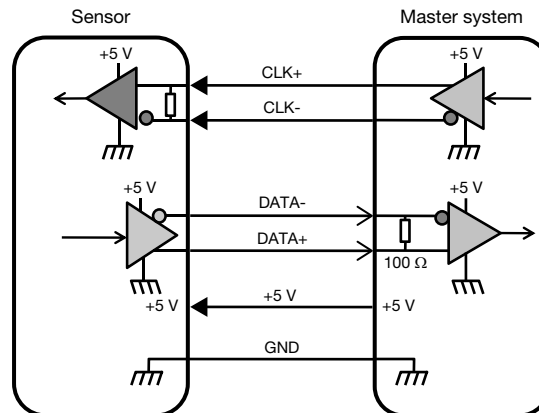 Sensor
Master system
+5 V
CLK+
+5 V
CLK-
+5 V
DATA-
+5 V
DATA+
100 Ω
+5 V
+5 V
+5 V
GND